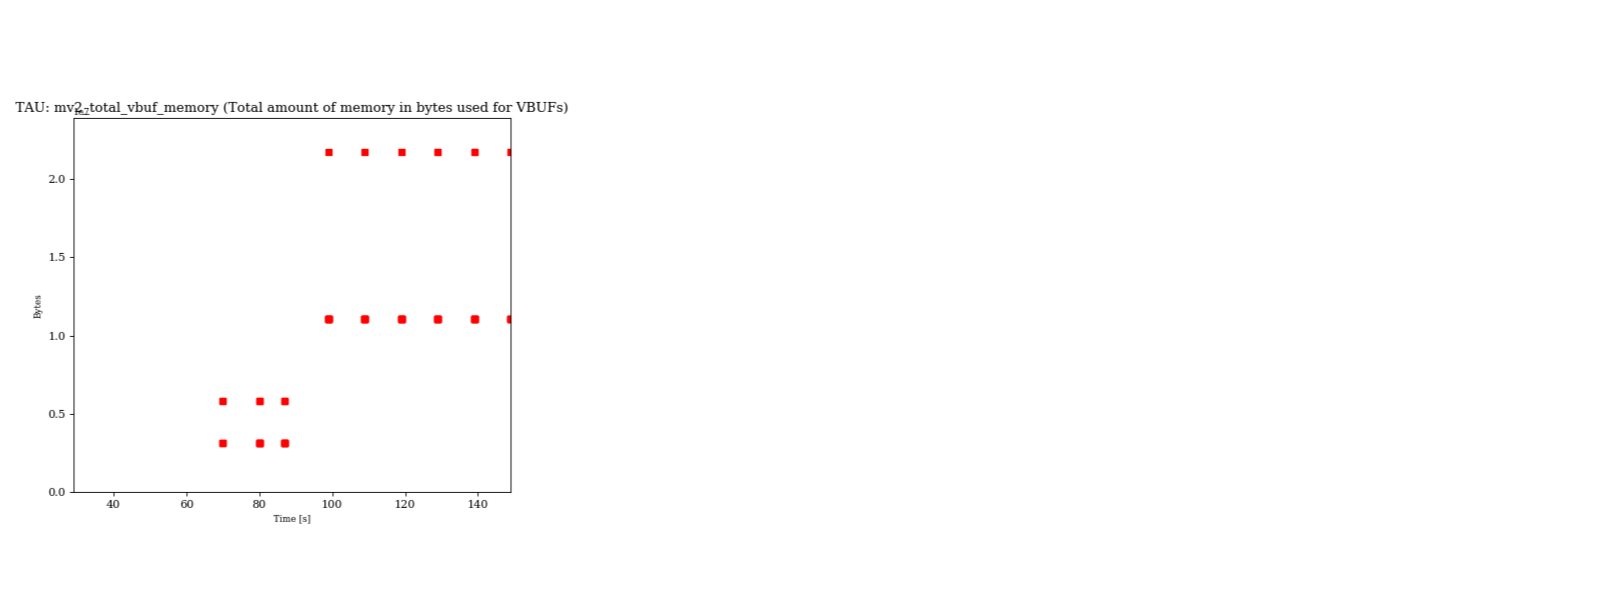 TAU: mv2_total_vbuf_memory (Total amount of memory in bytes used for VBUFs)
1e7
2.0
1.5
1.0
0.5
0.0
Bytes
40 60 80 100 120 140
Time [s]